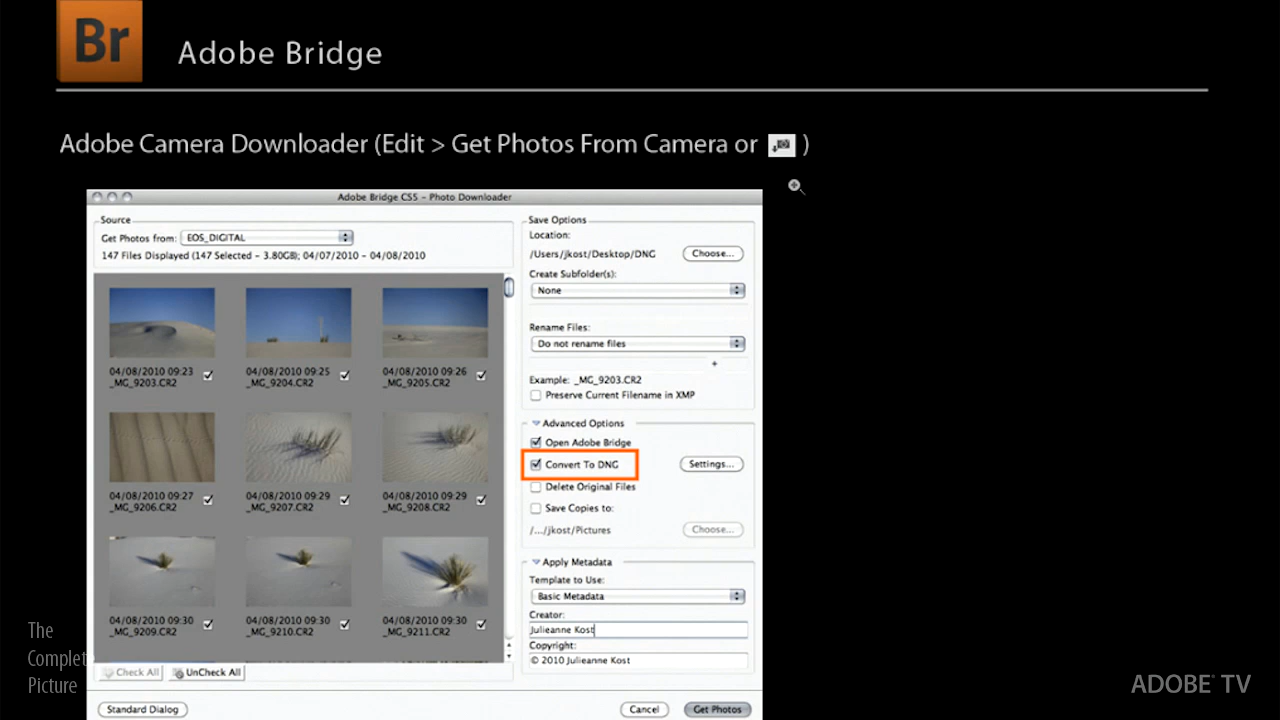 Br
Adobe Bridge
Adobe Camera Downloader (Edit > Get Photos From Camera or )
Adobe Bridge CS5 - Photo Downloader
Source
Get Photos from: EOS_DIGITAL
147 Files Displayed (147 Selected - 3.80GB); 04/07/2010 - 04/08/2010
04/08/2010 09:23 04/08/2010 09:25 04/08/2010 09:26
_MG_9203.CR2 _MG_9204.CR2 _MG_9205.CR2
04/08/2010 09:27 04/08/2010 09:29 04/08/2010 09:29
_MG_9206.CR2 _MG_9207.CR2 _MG_9208.CR2
04/08/2010 09:30 04/08/2010 09:30 04/08/2010 09:30
_MG_9209.CR2 _MG_9210.CR2 _MG_9211.CR2
Check All UnCheck All
Standard Dialog
Save Options
Location:
/Users/jkost/Desktop/DNG Choose...
Create Subfolder(s):
None
Rename Files:
Do not rename files
+
Example: _MG_9203.CR2
Preserve Current Filename in XMP
Advanced Options
Open Adobe Bridge
Convert To DNG Settings...
Delete Original Files
Save Copies to:
/.../jkost/Pictures Choose...
Apply Metadata
Template to Use:
Basic Metadata
Creator:
Julieanne Kost
Copyright:
© 2010 Julieanne Kost
Cancel Get Photos
The
Complet
Picture
ADOBE® TV